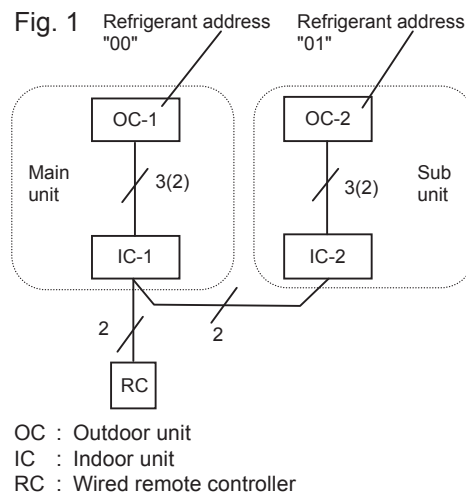 Fig. 1
Refrigerant address
"00"
Refrigerant address
"01"
OC-1
OC-2
Main
unit
3(2)
3(2)
Sub
unit
IC-1
IC-2
2
2
RC
OC : Outdoor unit
IC : Indoor unit
RC : Wired remote controller